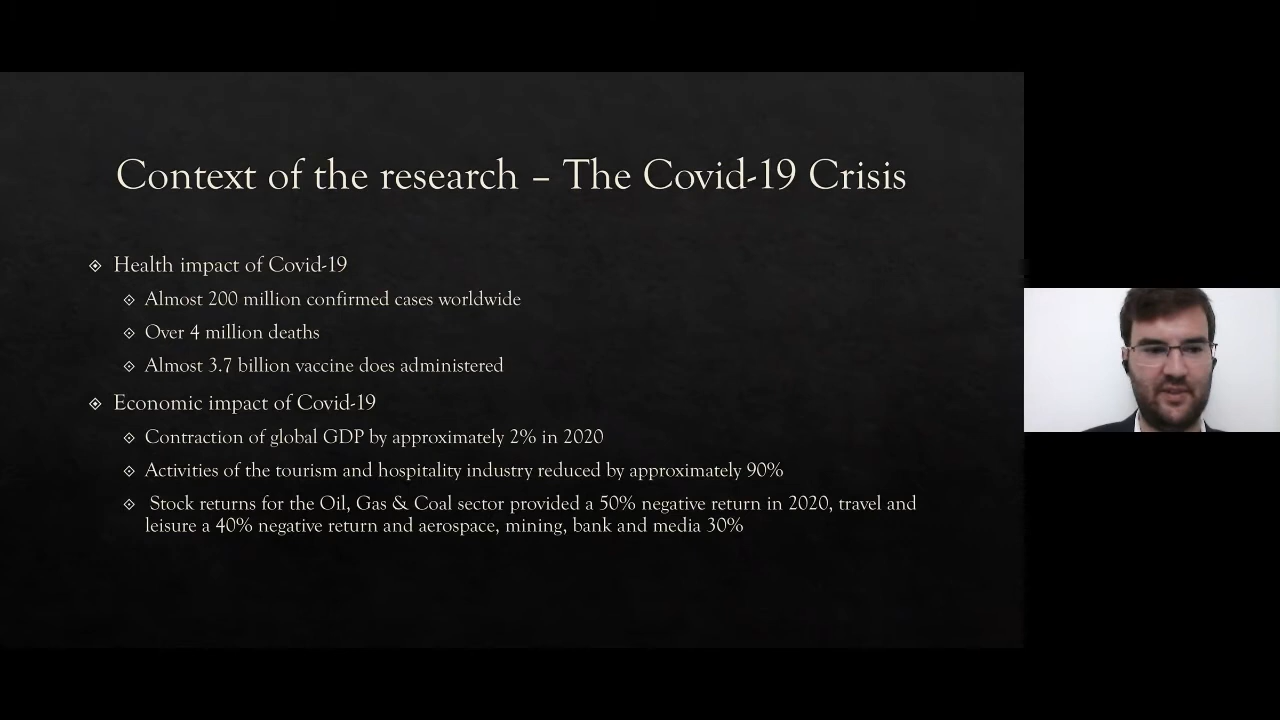 Context of the research – The Covid-19 Crisis
Health impact of Covid-19
Almost 200 million confirmed cases worldwide
Over 4 million deaths
Almost 3.7 billion vaccine does administered
Economic impact of Covid-19
Contraction of global GDP by approximately 2% in 2020
Activities of the tourism and hospitality industry reduced by approximately 90%
Stock returns for the Oil, Gas & Coal sector provided a 50% negative return in 2020, travel and
leisure a 40% negative return and aerospace, mining, bank and media 30%